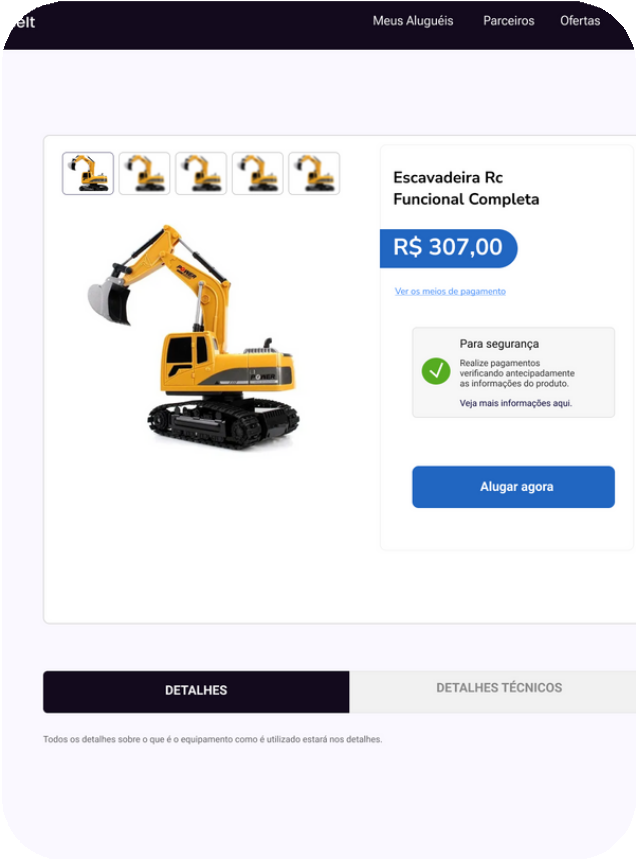 elt
Meus Aluguéis Parceiros Ofertas
Escavadeira Rc
Funcional Completa
R$ 307,00
Ver os meios de pagamento
Para segurança
Realize pagamentos
verificando antecipadamente
as informações do produto.
Veja mais informações aqui.
Alugar agora
POWER
POWER
DETALHES
DETALHES TÉCNICOS
Todos os detalhes sobre o que é o equipamento como é utilizado estará nos detalhes.